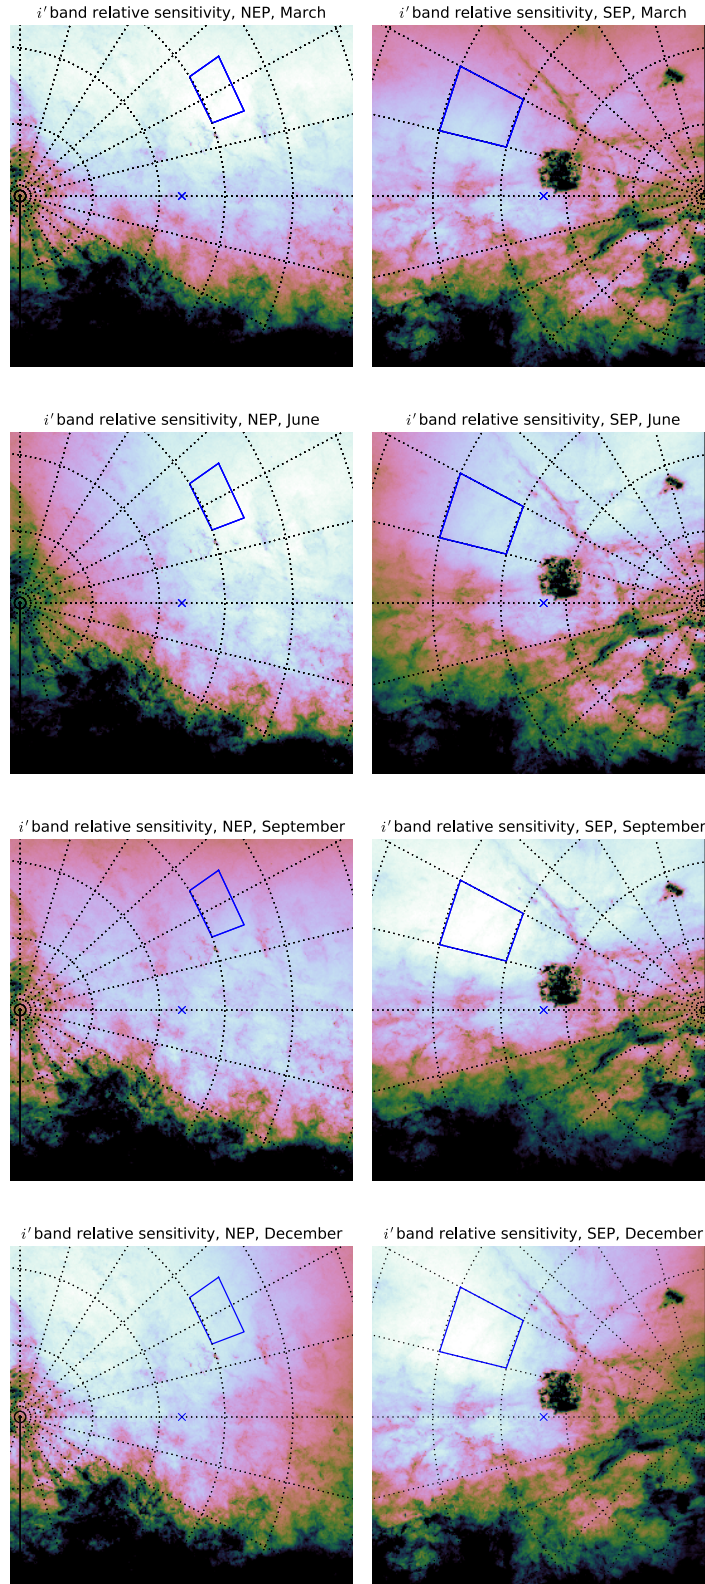 i′ band relative sensitivity, NEP, March
i′ band relative sensitivity, SEP, March
i′ band relative sensitivity, NEP, June
i′ band relative sensitivity, SEP, June
i′ band relative sensitivity, NEP, September
i′ band relative sensitivity, SEP, September
i′ band relative sensitivity, NEP, December
i′ band relative sensitivity, SEP, December